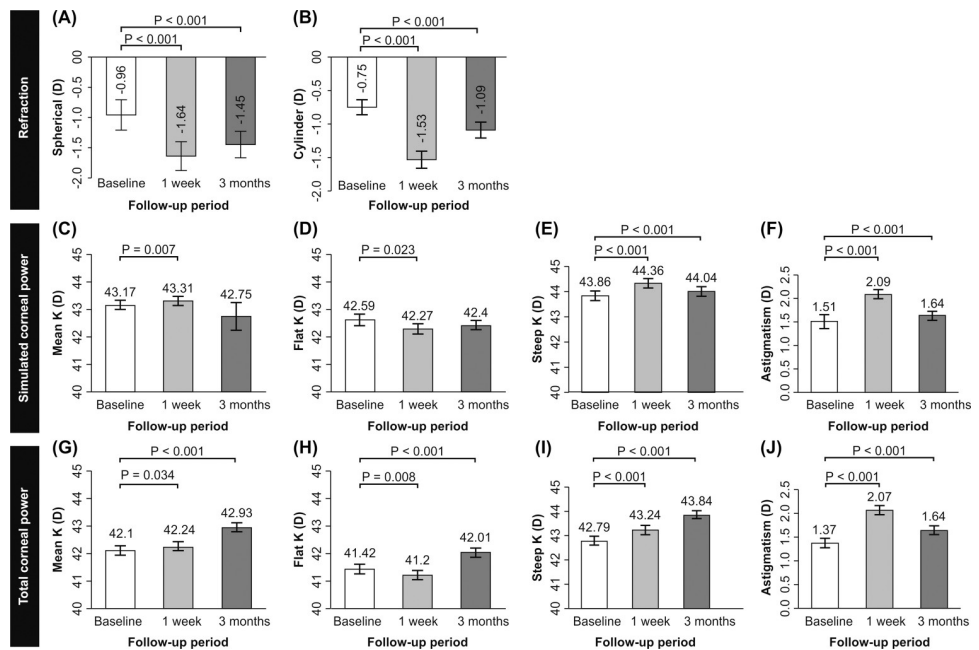 Refraction
(A)
P < 0.001
P < 0.001
Spherical (D)
00
-0.5
-1.0
-1.5
-2.0
-0.96
-1.64
-1.45
Baseline 1 week 3 months
Follow-up period
(B)
P < 0.001
P < 0.001
Cylinder (D)
00
-0.5
-1.0
-1.5
-2.0
-0.75
-1.53
-1.09
Baseline 1 week 3 months
Follow-up period
Simulated corneal power
(C)
P = 0.007
Mean K (D)
45
44
43
42
41
40
43.17
43.31
42.75
Baseline 1 week 3 months
Follow-up period
(D)
P = 0.023
Flat K (D)
45
44
43
42
41
40
42.59
42.27
42.4
Baseline 1 week 3 months
Follow-up period
(E)
P < 0.001
P < 0.001
Steep K (D)
45
44
43
42
41
40
43.86
44.36
44.04
Baseline 1 week 3 months
Follow-up period
(F)
P < 0.001
P < 0.001
Astigmatism (D)
2.5
2.0
1.5
1.0
0.5
0.0
1.51
2.09
1.64
Baseline 1 week 3 months
Follow-up period
Total corneal power
(G)
P < 0.001
P = 0.034
Mean K (D)
45
44
43
42
41
40
42.1
42.24
42.93
Baseline 1 week 3 months
Follow-up period
(H)
P < 0.001
P = 0.008
Flat K (D)
45
44
43
42
41
40
41.42
41.2
42.01
Baseline 1 week 3 months
Follow-up period
(I)
P < 0.001
P < 0.001
Steep K (D)
45
44
43
42
41
40
42.79
43.24
43.84
Baseline 1 week 3 months
Follow-up period
(J)
P < 0.001
P < 0.001
Astigmatism (D)
2.5
2.0
1.5
1.0
0.5
0.0
1.37
2.07
1.64
Baseline 1 week 3 months
Follow-up period